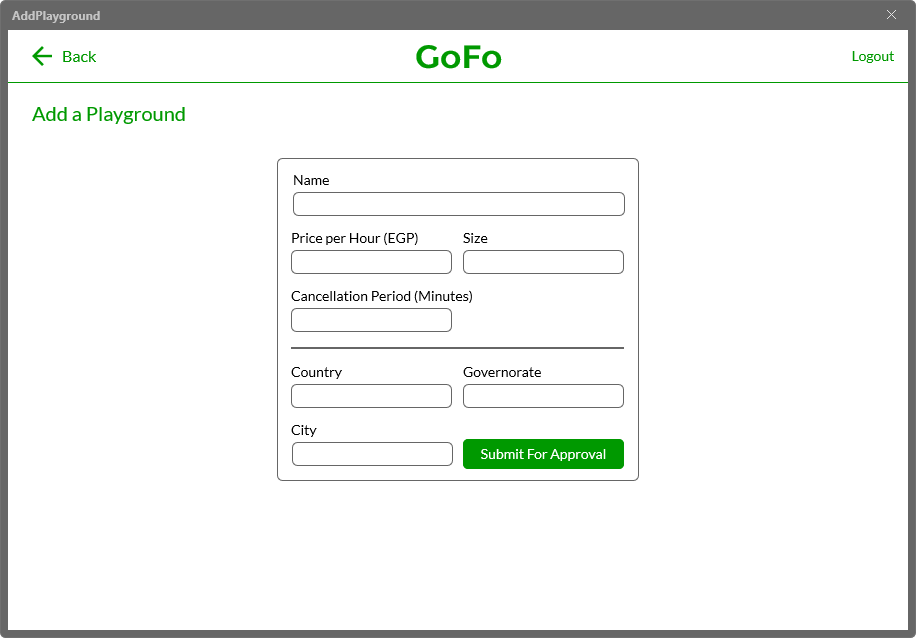 AddPlayground
Back
GoFo
Logout
Add a Playground
Name
Price per Hour (EGP)
Size
Cancellation Period (Minutes)
Country
Governorate
City
Submit For Approval